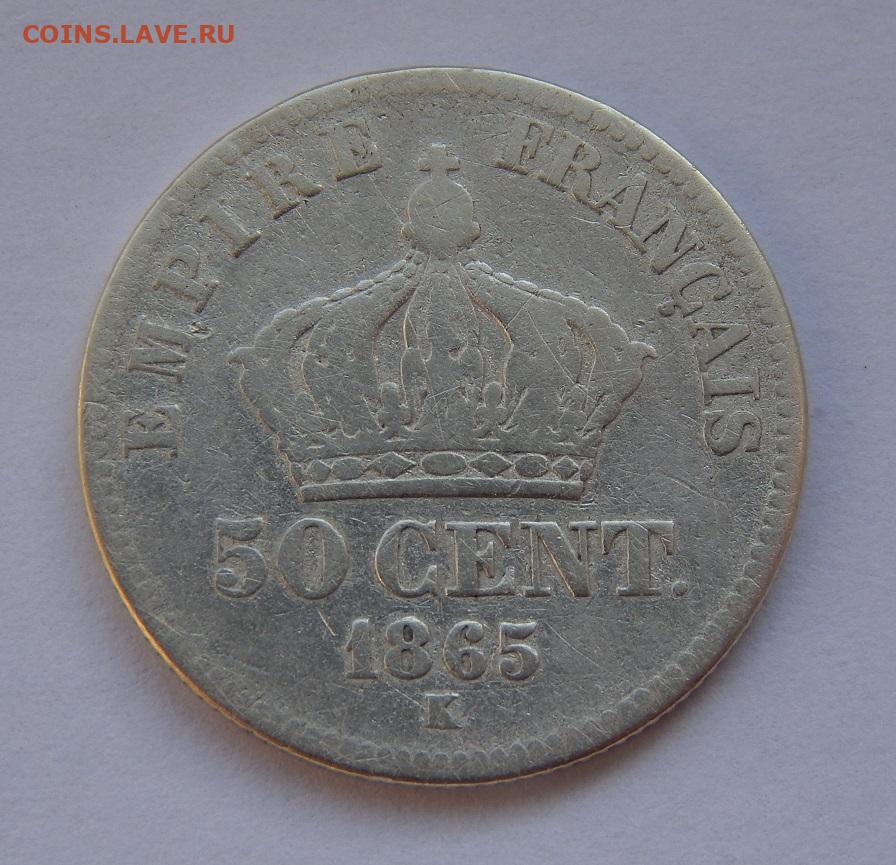 COINS.LAVE.RU
EMPIRE FRANÇAIS
50 CENT.
1865
K